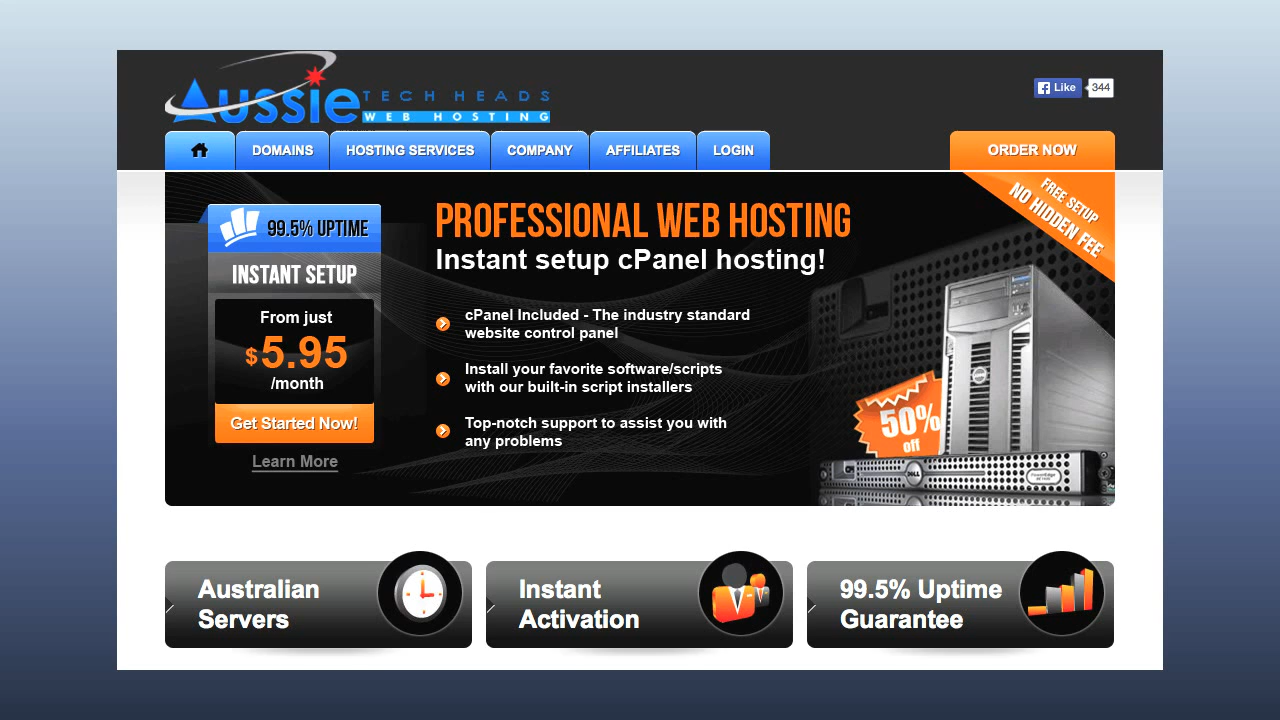 Aussie TECH HEADS
WEB HOSTING
Like 344
DOMAINS HOSTING SERVICES COMPANY AFFILIATES LOGIN ORDER NOW
FREE SETUP
NO HIDDEN FEE
99.5% UPTIME
INSTANT SETUP
From just
$5.95
/month
Get Started Now!
Learn More
PROFESSIONAL WEB HOSTING
Instant setup cPanel hosting!
cPanel Included - The industry standard
website control panel
Install your favorite software/scripts
with our built-in script installers
Top-notch support to assist you with
any problems
50%
off
DELL
Australian
Servers
Instant
Activation
99.5% Uptime
Guarantee